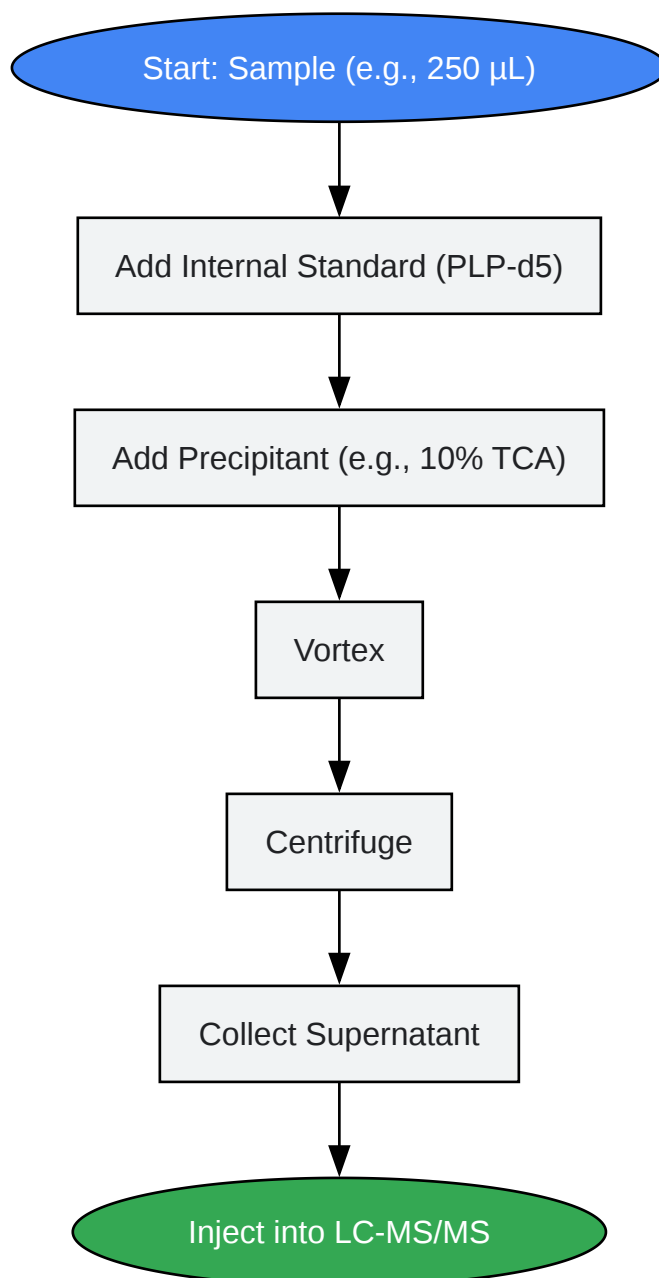 Start: Sample (e.g., 250 µL)
Add Internal Standard (PLP-d5)
Add Precipitant (e.g., 10% TCA)
Vortex
Centrifuge
Collect Supernatant
Inject into LC-MS/MS